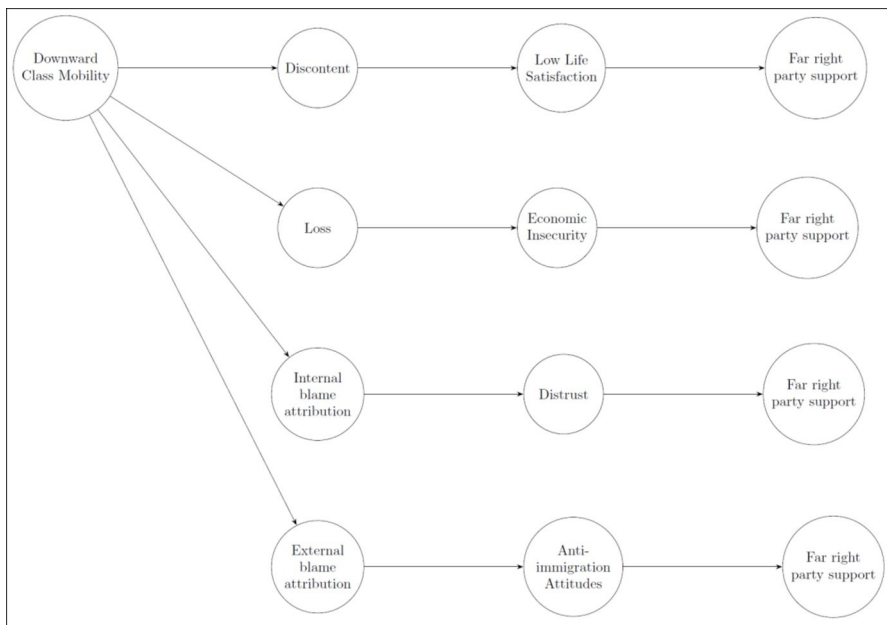 Downward
Class Mobility
Discontent
Low Life
Satisfaction
Far right
party support
Loss
Economic
Insecurity
Far right
party support
Internal
blame
attribution
Distrust
Far right
party support
External
blame
attribution
Anti-
immigration
Attitudes
Far right
party support